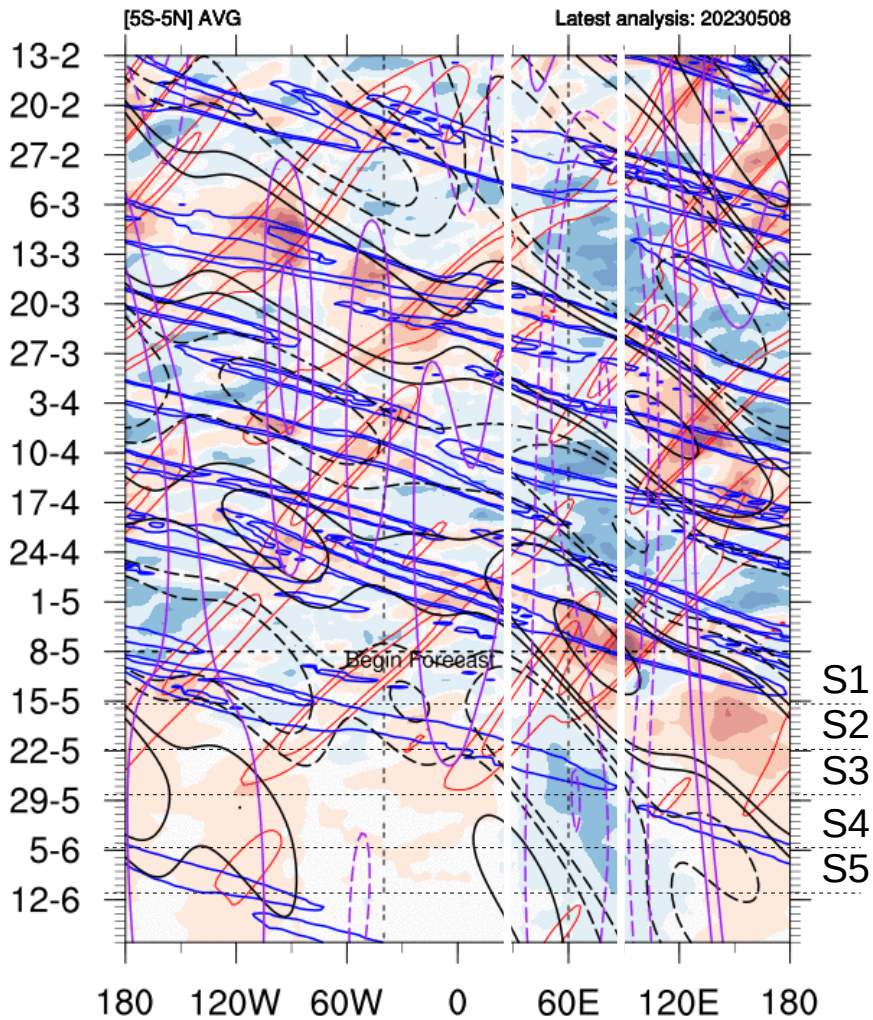 [5S-5N] AVG Latest analysis: 20230508
13-2
20-2
27-2
6-3
13-3
20-3
27-3
3-4
10-4
17-4
24-4
1-5
8-5
Begin Forecast
S1
15-5
S2
22-5
S3
29-5
S4
5-6
S5
12-6
180 120W 60W 0 60E 120E 180